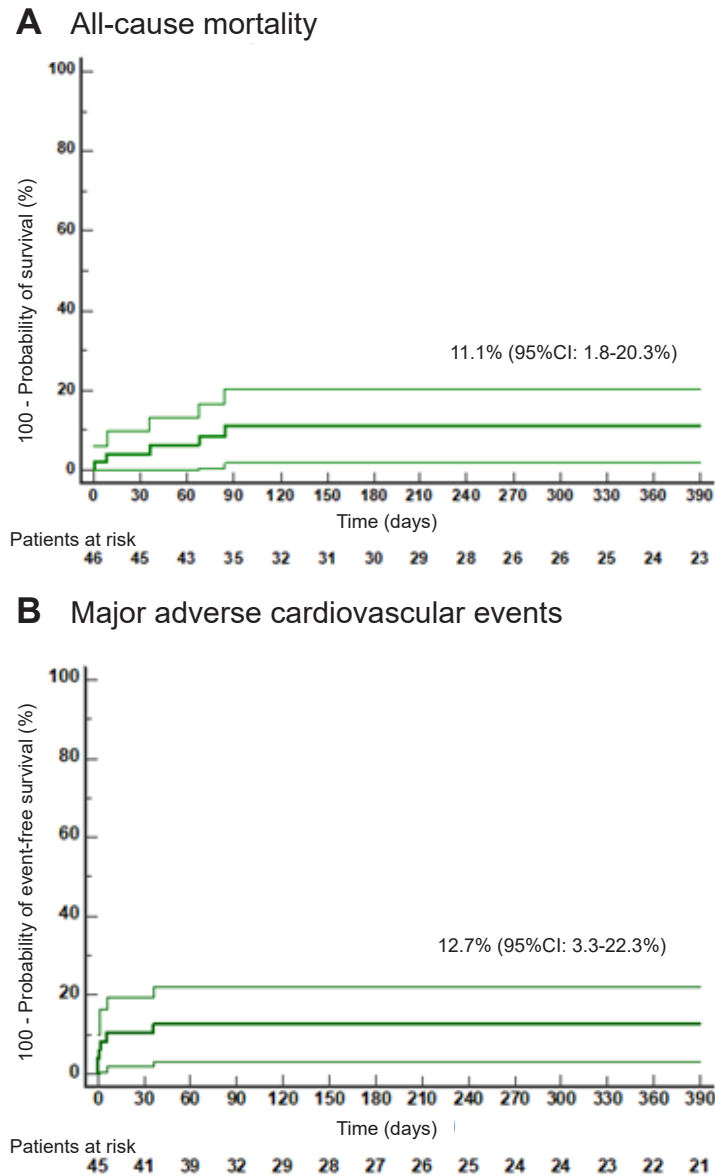 A All-cause mortality
100 - Probability of survival (%)
100
80
60
40
20
0
11.1% (95%CI: 1.8-20.3%)
0 30 60 90 120 150 180 210 240 270 300 330 360 390
Time (days)
Patients at risk
46 45 43 35 32 31 30 29 28 26 26 25 24 23
B Major adverse cardiovascular events
100 - Probability of event-free survival (%)
100
80
60
40
20
0
12.7% (95%CI: 3.3-22.3%)
0 30 60 90 120 150 180 210 240 270 300 330 360 390
Time (days)
Patients at risk
45 41 39 32 29 28 27 26 25 24 24 23 22 21